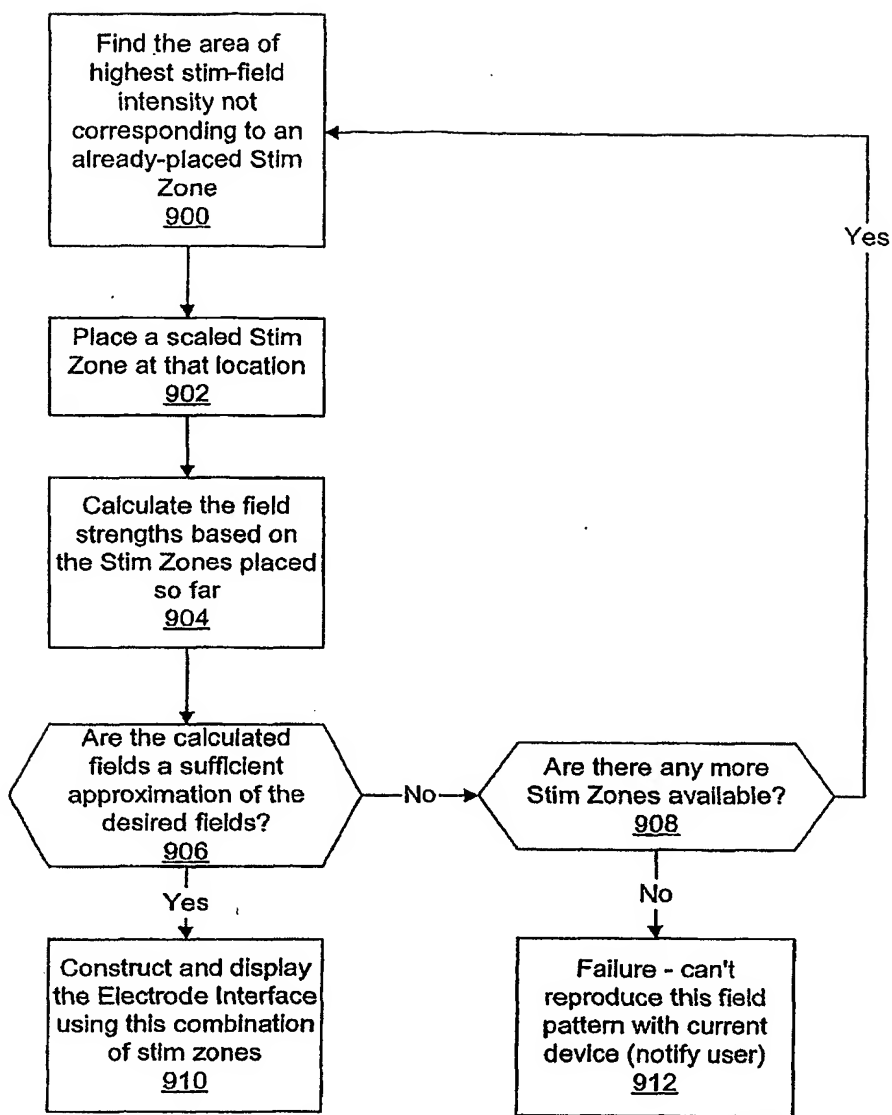 Find the area of
highest stim-field
intensity not
corresponding to an
already-placed Stim
Zone
900
Yes
Place a scaled Stim
Zone at that location
902
Calculate the field
strengths based on
the Stim Zones placed
so far
904
Are the calculated
fields a sufficient
approximation of the
desired fields?
906
No
Are there any more
Stim Zones available?
908
Yes
No
Construct and display
the Electrode Interface
using this combination
of stim zones
910
Failure - can't
reproduce this field
pattern with current
device (notify user)
912